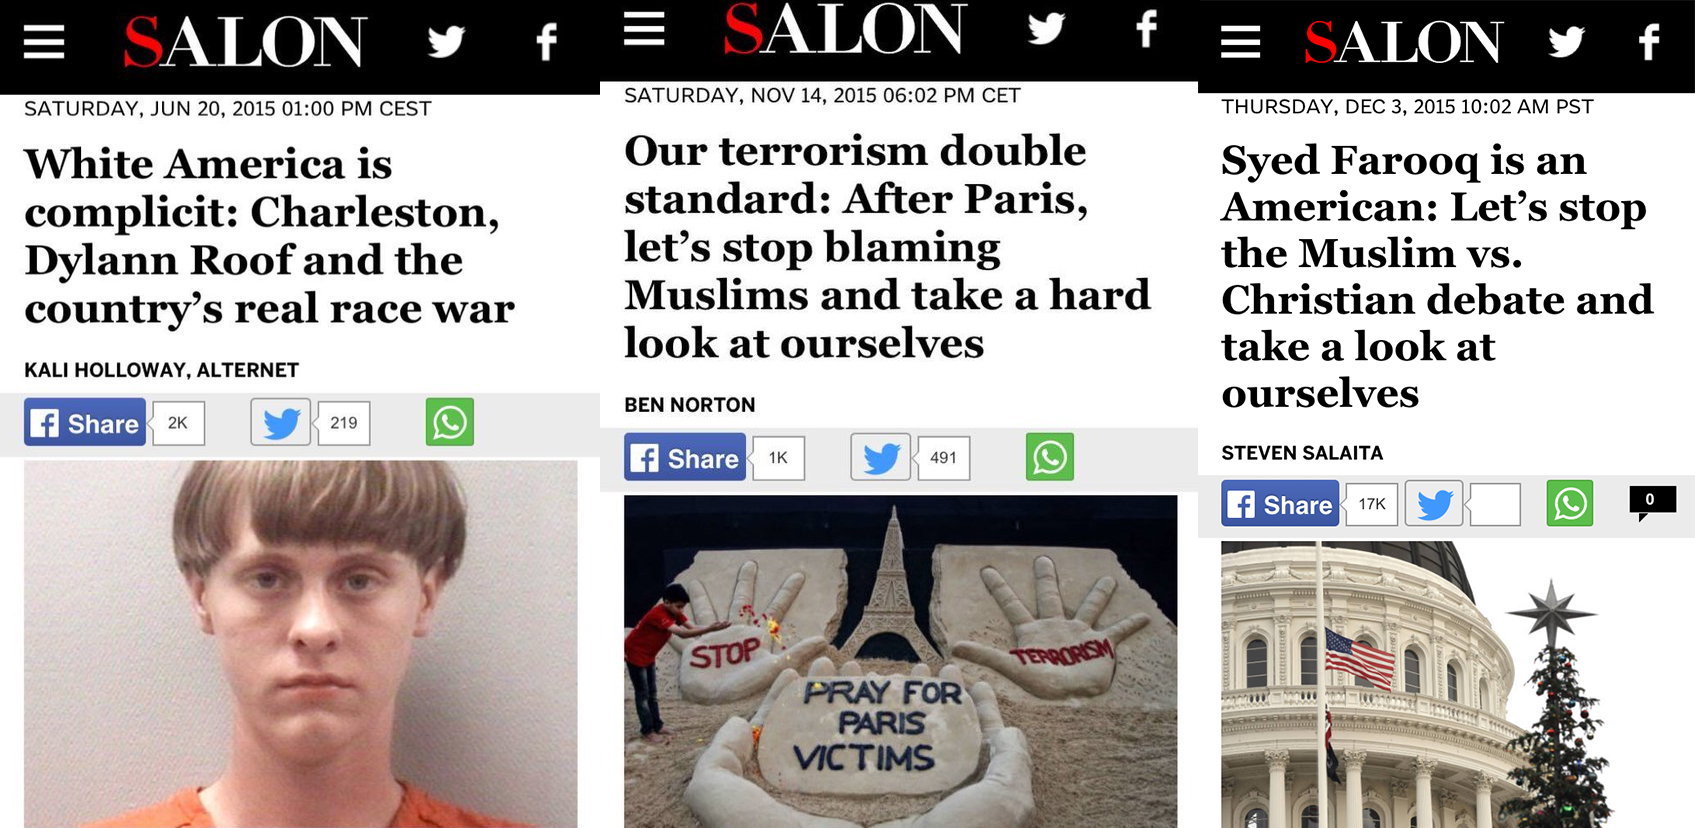 SALON
SATURDAY, JUN 20, 2015 01:00 PM CEST
White America is
complicit: Charleston,
Dylann Roof and the
country’s real race war
KALI HOLLOWAY, ALTERNET
Share 2K 219
SALON
SATURDAY, NOV 14, 2015 06:02 PM CET
Our terrorism double
standard: After Paris,
let’s stop blaming
Muslims and take a hard
look at ourselves
BEN NORTON
Share 1K 491
STOP
TERRORISM
PRAY FOR
PARIS
VICTIMS
SALON
THURSDAY, DEC 3, 2015 10:02 AM PST
Syed Farooq is an
American: Let’s stop
the Muslim vs.
Christian debate and
take a look at
ourselves
STEVEN SALAITA
Share 17K 0